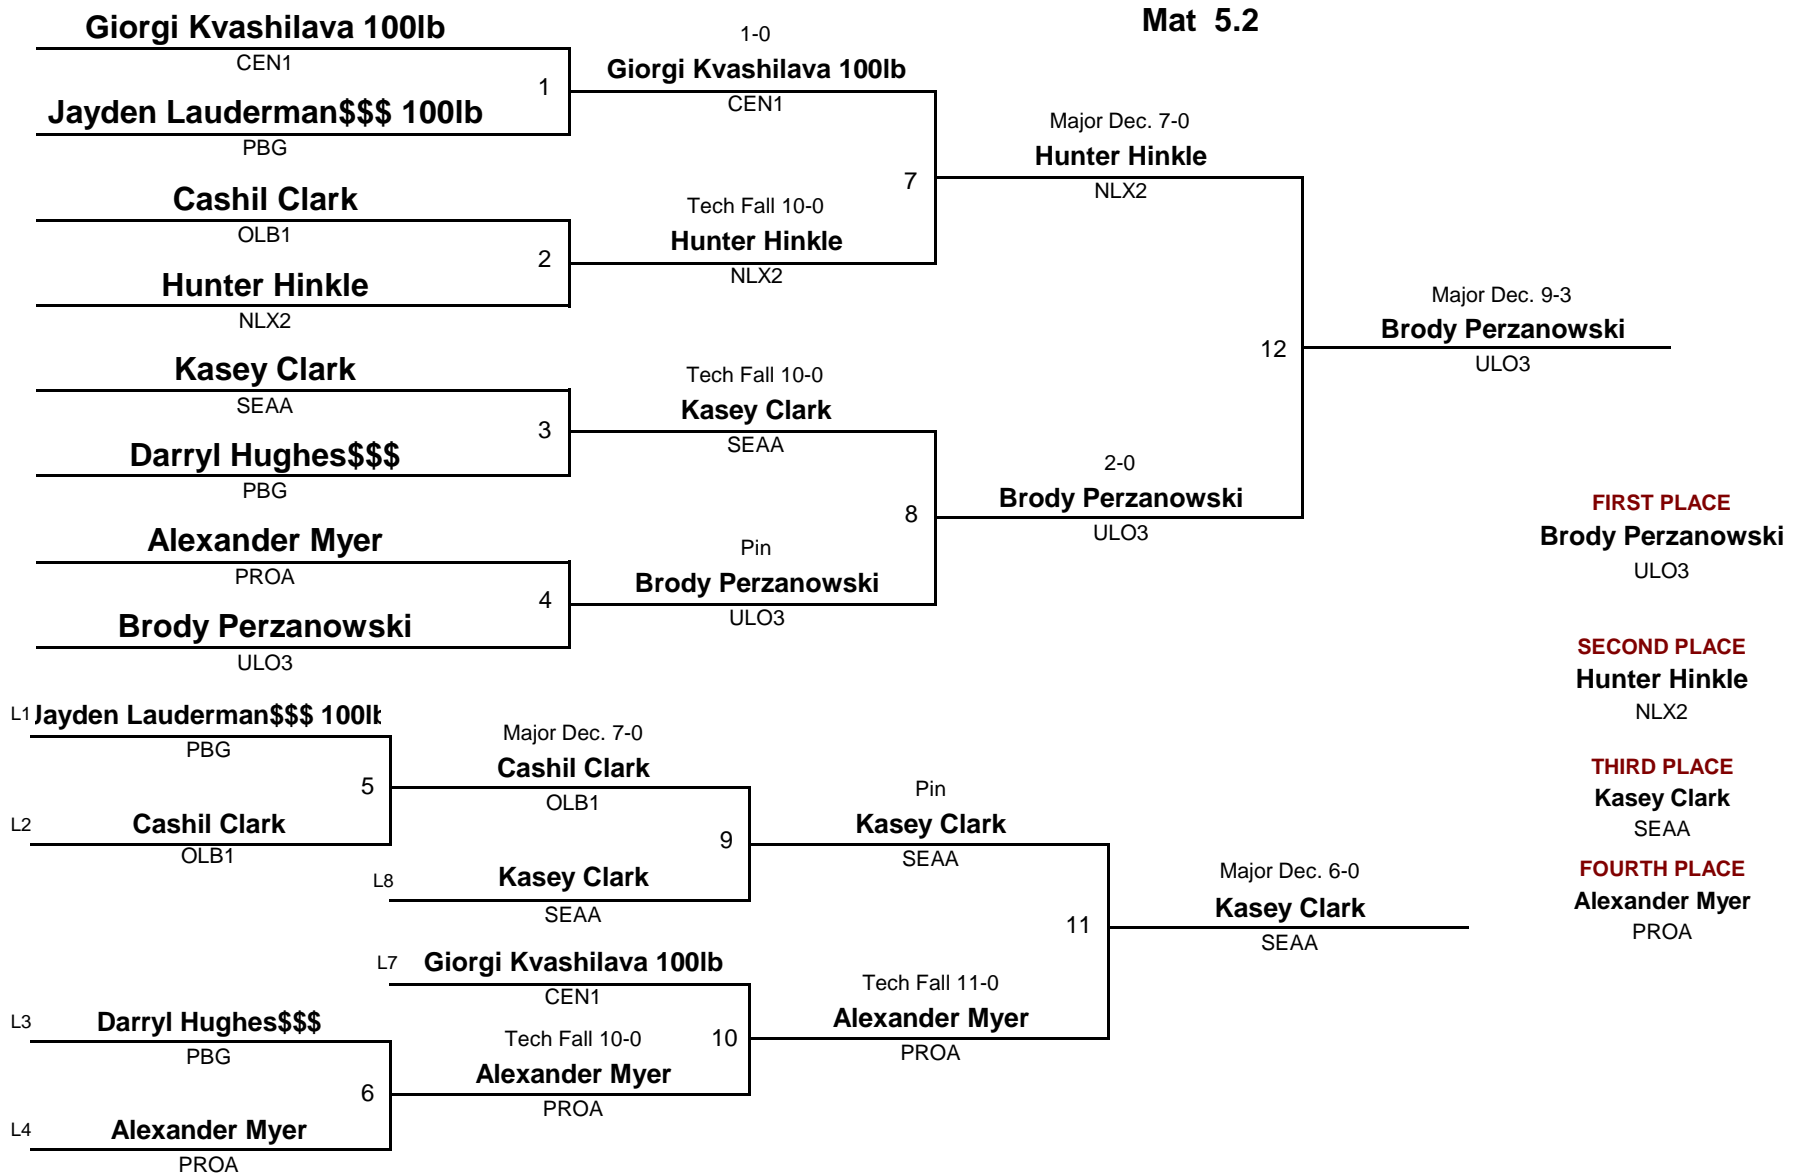 Mat 5.2
Giorgi Kvashilava 100lb
CEN1
1
Jayden Lauderman$$$ 100lb
PBG
Cashil Clark
OLB1
2
Hunter Hinkle
NLX2
Kasey Clark
SEAA
3
Darryl Hughes$$$
PBG
Alexander Myer
PROA
4
Brody Perzanowski
ULO3
1-0
Giorgi Kvashilava 100lb
CEN1
7
Tech Fall 10-0
Hunter Hinkle
NLX2
Tech Fall 10-0
Kasey Clark
SEAA
8
Pin
Brody Perzanowski
ULO3
Major Dec. 7-0
Hunter Hinkle
NLX2
12
2-0
Brody Perzanowski
ULO3
Major Dec. 9-3
Brody Perzanowski
ULO3
FIRST PLACE
Brody Perzanowski
ULO3
SECOND PLACE
Hunter Hinkle
NLX2
THIRD PLACE
Kasey Clark
SEAA
FOURTH PLACE
Alexander Myer
PROA
L1 Jayden Lauderman$$$ 100lb
PBG
5
L2 Cashil Clark
OLB1
L3 Darryl Hughes$$$
PBG
6
L4 Alexander Myer
PROA
Major Dec. 7-0
Cashil Clark
OLB1
9
L8 Kasey Clark
SEAA
L7 Giorgi Kvashilava 100lb
CEN1
10
Tech Fall 10-0
Alexander Myer
PROA
Pin
Kasey Clark
SEAA
11
Tech Fall 11-0
Alexander Myer
PROA
Major Dec. 6-0
Kasey Clark
SEAA